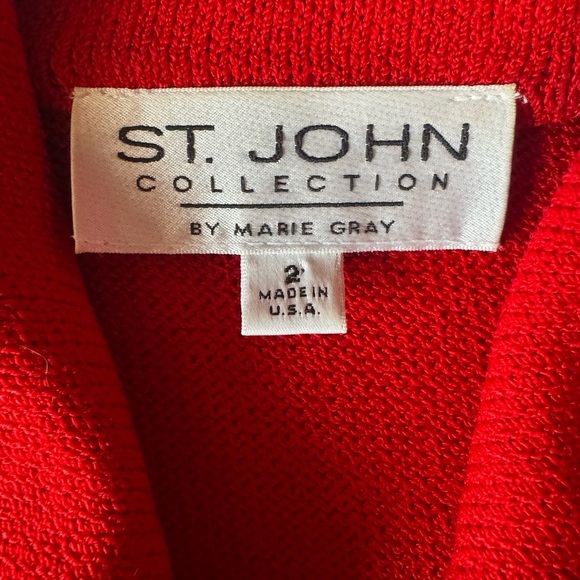 ST. JOHN
COLLECTION
BY MARIE GRAY
2
MADE IN
U.S.A.